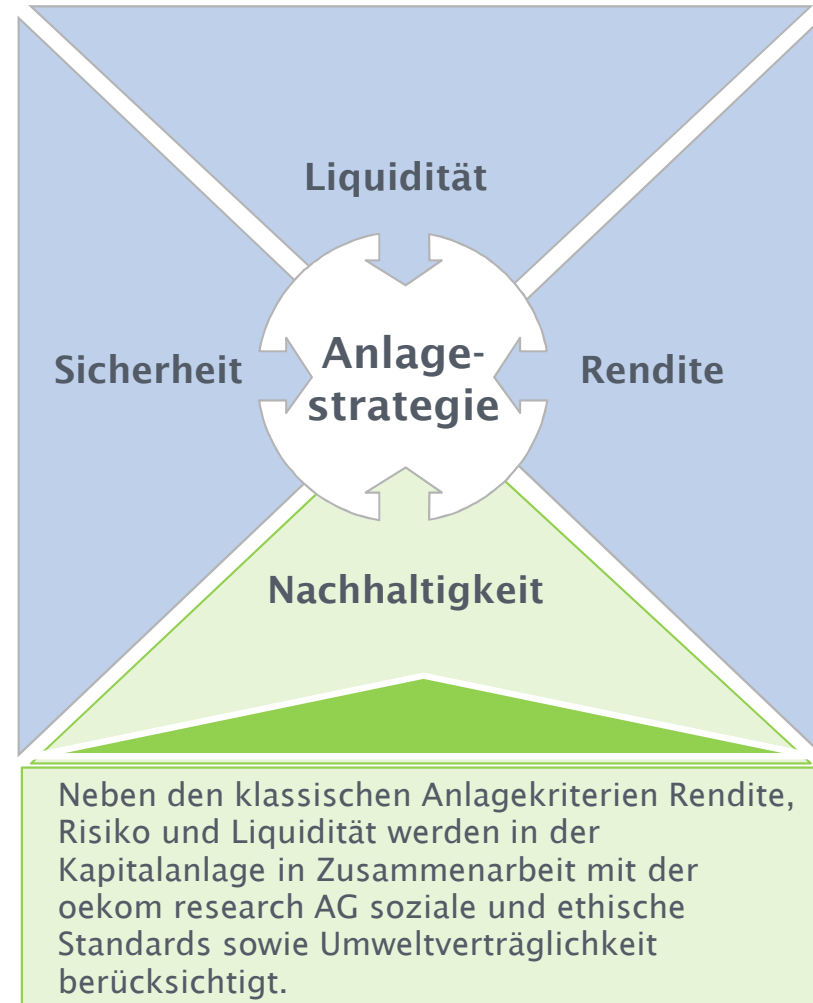 Liquidität
Sicherheit
Anlage-
strategie
Rendite
Nachhaltigkeit
Neben den klassischen Anlagekriterien Rendite,
Risiko und Liquidität werden in der
Kapitalanlage in Zusammenarbeit mit der
oekom research AG soziale und ethische
Standards sowie Umweltverträglichkeit
berücksichtigt.